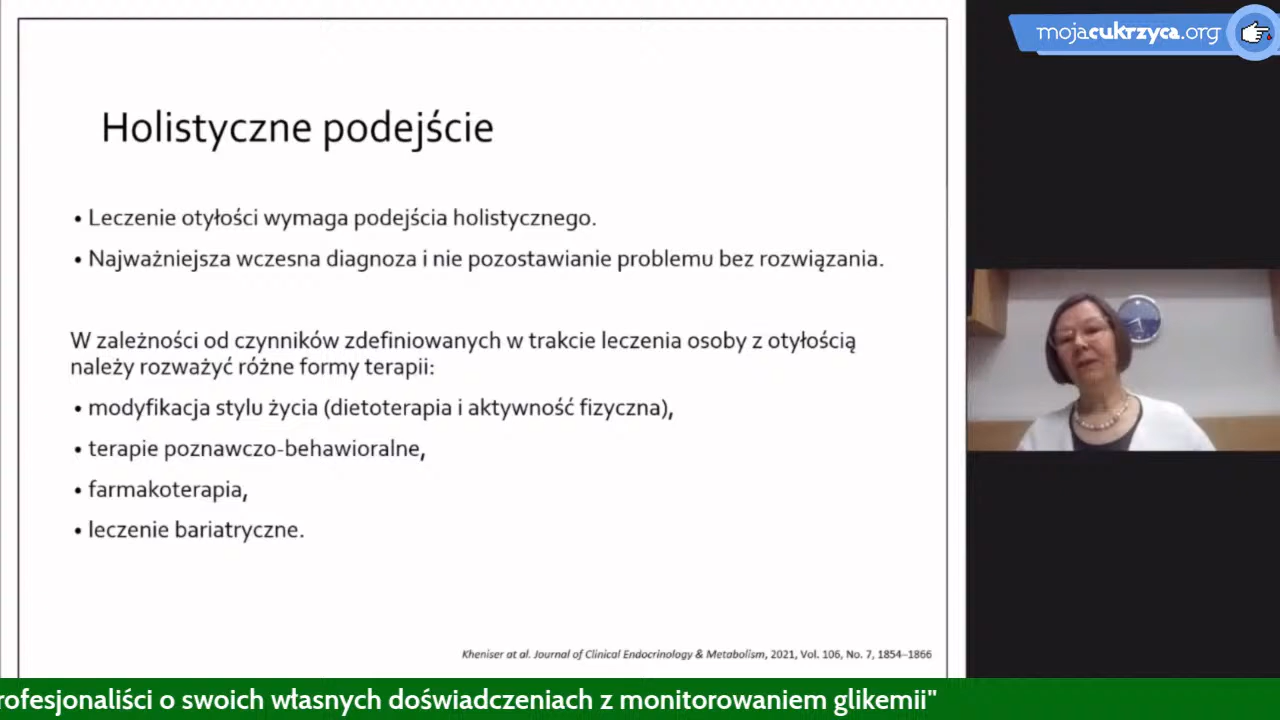 mojacukrzyca.org
Holistyczne podejście
• Leczenie otyłości wymaga podejścia holistycznego.
• Najważniejsza wczesna diagnoza i nie pozostawianie problemu bez rozwiązania.
W zależności od czynników zdefiniowanych w trakcie leczenia osoby z otyłością
należy rozważyć różne formy terapii:
• modyfikacja stylu życia (dietoterapia i aktywność fizyczna),
• terapie poznawczo-behawioralne,
• farmakoterapia,
• leczenie bariatryczne.
Kheniser at al. Journal of Clinical Endocrinology & Metabolism, 2021, Vol. 106, No. 7, 1854–1866
rofesjonaliści o swoich własnych doświadczeniach z monitorowaniem glikemii"